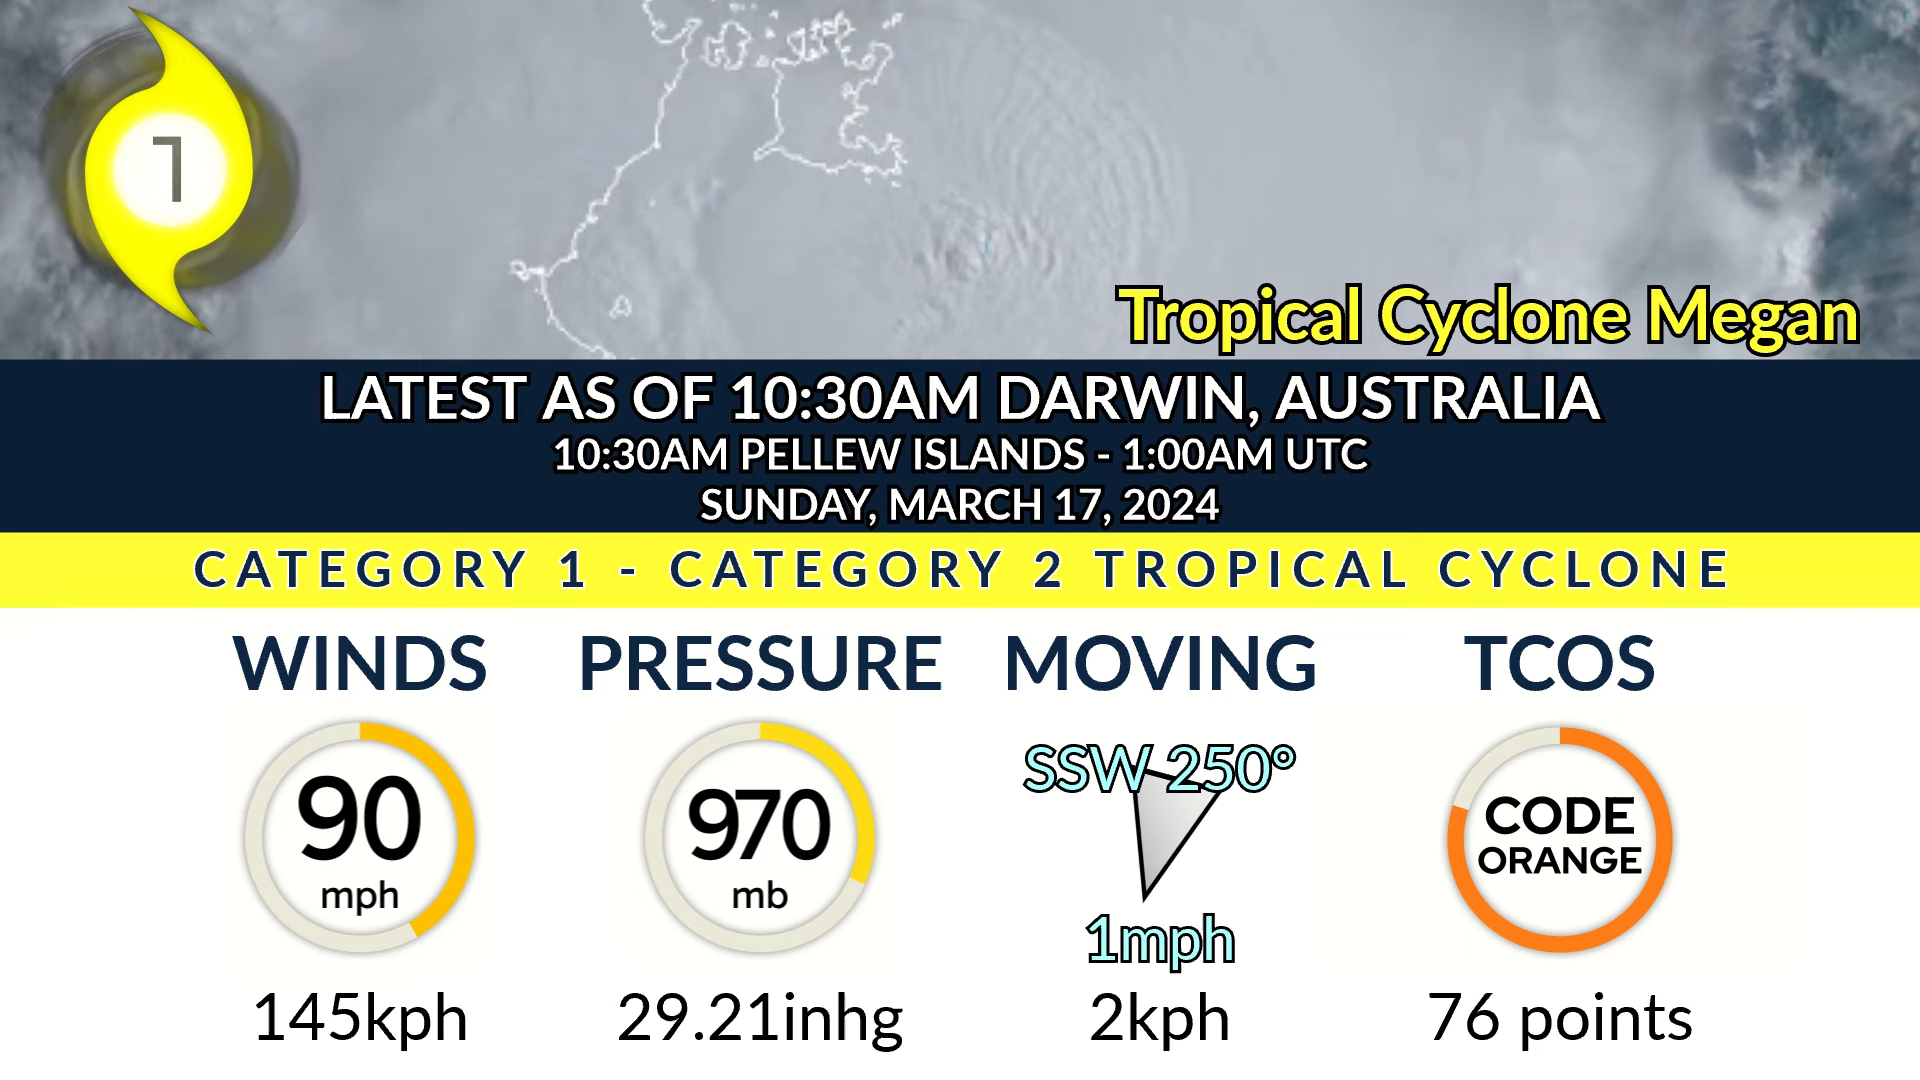 1
Tropical Cyclone Megan
LATEST AS OF 10:30AM DARWIN, AUSTRALIA
10:30AM PELLEW ISLANDS - 1:00AM UTC
SUNDAY, MARCH 17, 2024
CATEGORY 1 - CATEGORY 2 TROPICAL CYCLONE
WINDS PRESSURE MOVING TCOS
90
mph
145kph
970
mb
29.21inhg
SSW 250°
1mph
2kph
CODE
ORANGE
76 points